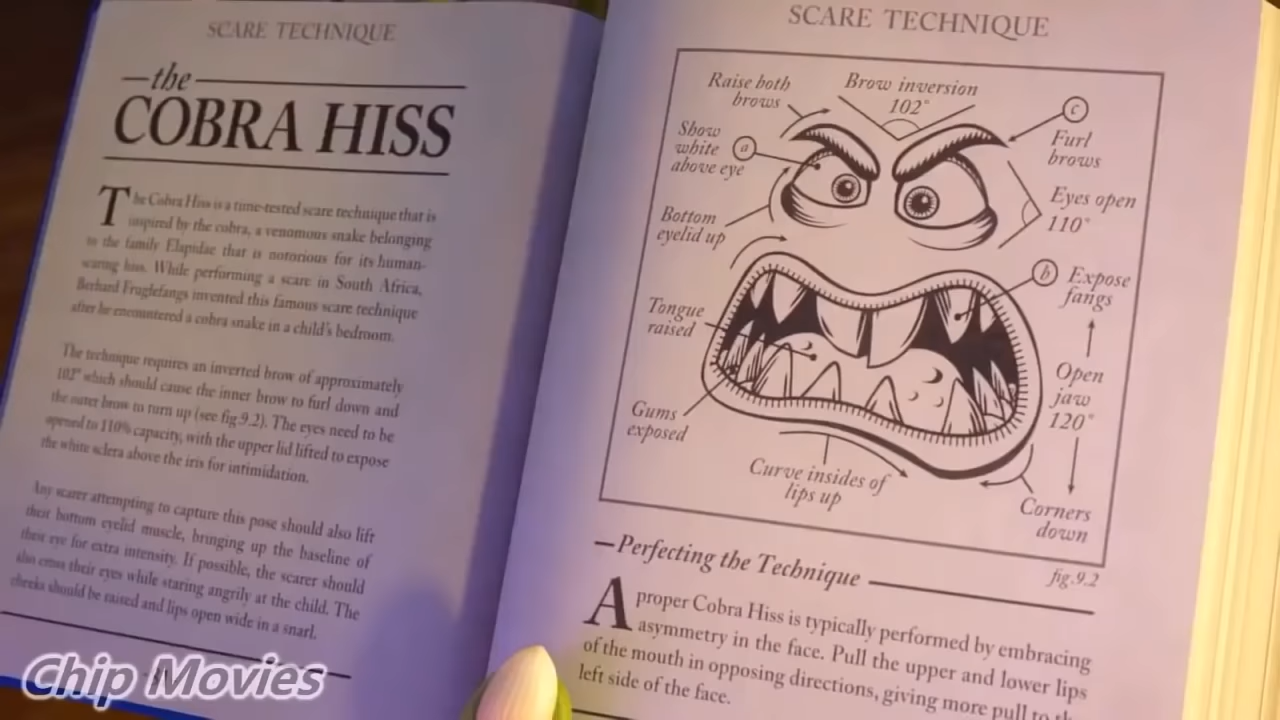 SCARE TECHNIQUE
the
COBRA HISS
The Cobra Hiss is a time-tested scare technique that is
inspired by the cobra, a venomous snake belonging
to the family Elapidae that is notorious for its human-
scaring hiss. While performing a scare in South Africa,
Berhard Fruglefangs invented this famous scare technique
after he encountered a cobra snake in a child's bedroom.
The technique requires an inverted brow of approximately
102° which should cause the inner brow to furl down and
the outer brow to turn up (see fig.9.2). The eyes need to be
opened to 110% capacity, with the upper lid lifted to expose
the white sclera above the iris for intimidation.
Any scarer attempting to capture this pose should also lift
their bottom eyelid muscle, bringing up the baseline of
their eye for extra intensity. If possible, the scarer should
also cross their eyes while staring angrily at the child. The
cheeks should be raised and lips open wide in a snarl.
SCARE TECHNIQUE
Raise both
brows
Brow inversion
102°
c
Furl
brows
Show
white
above eye
a
Eyes open
110°
Bottom
eyelid up
b
Expose
fangs
Tongue
raised
Open
jaw
120°
Gums
exposed
Curve insides of
lips up
Corners
down
fig.9.2
Perfecting the Technique
A proper Cobra Hiss is typically performed by embracing
asymmetry in the face. Pull the upper and lower lips
of the mouth in opposing directions, giving more pull to
left side of the face.
Chip Movies